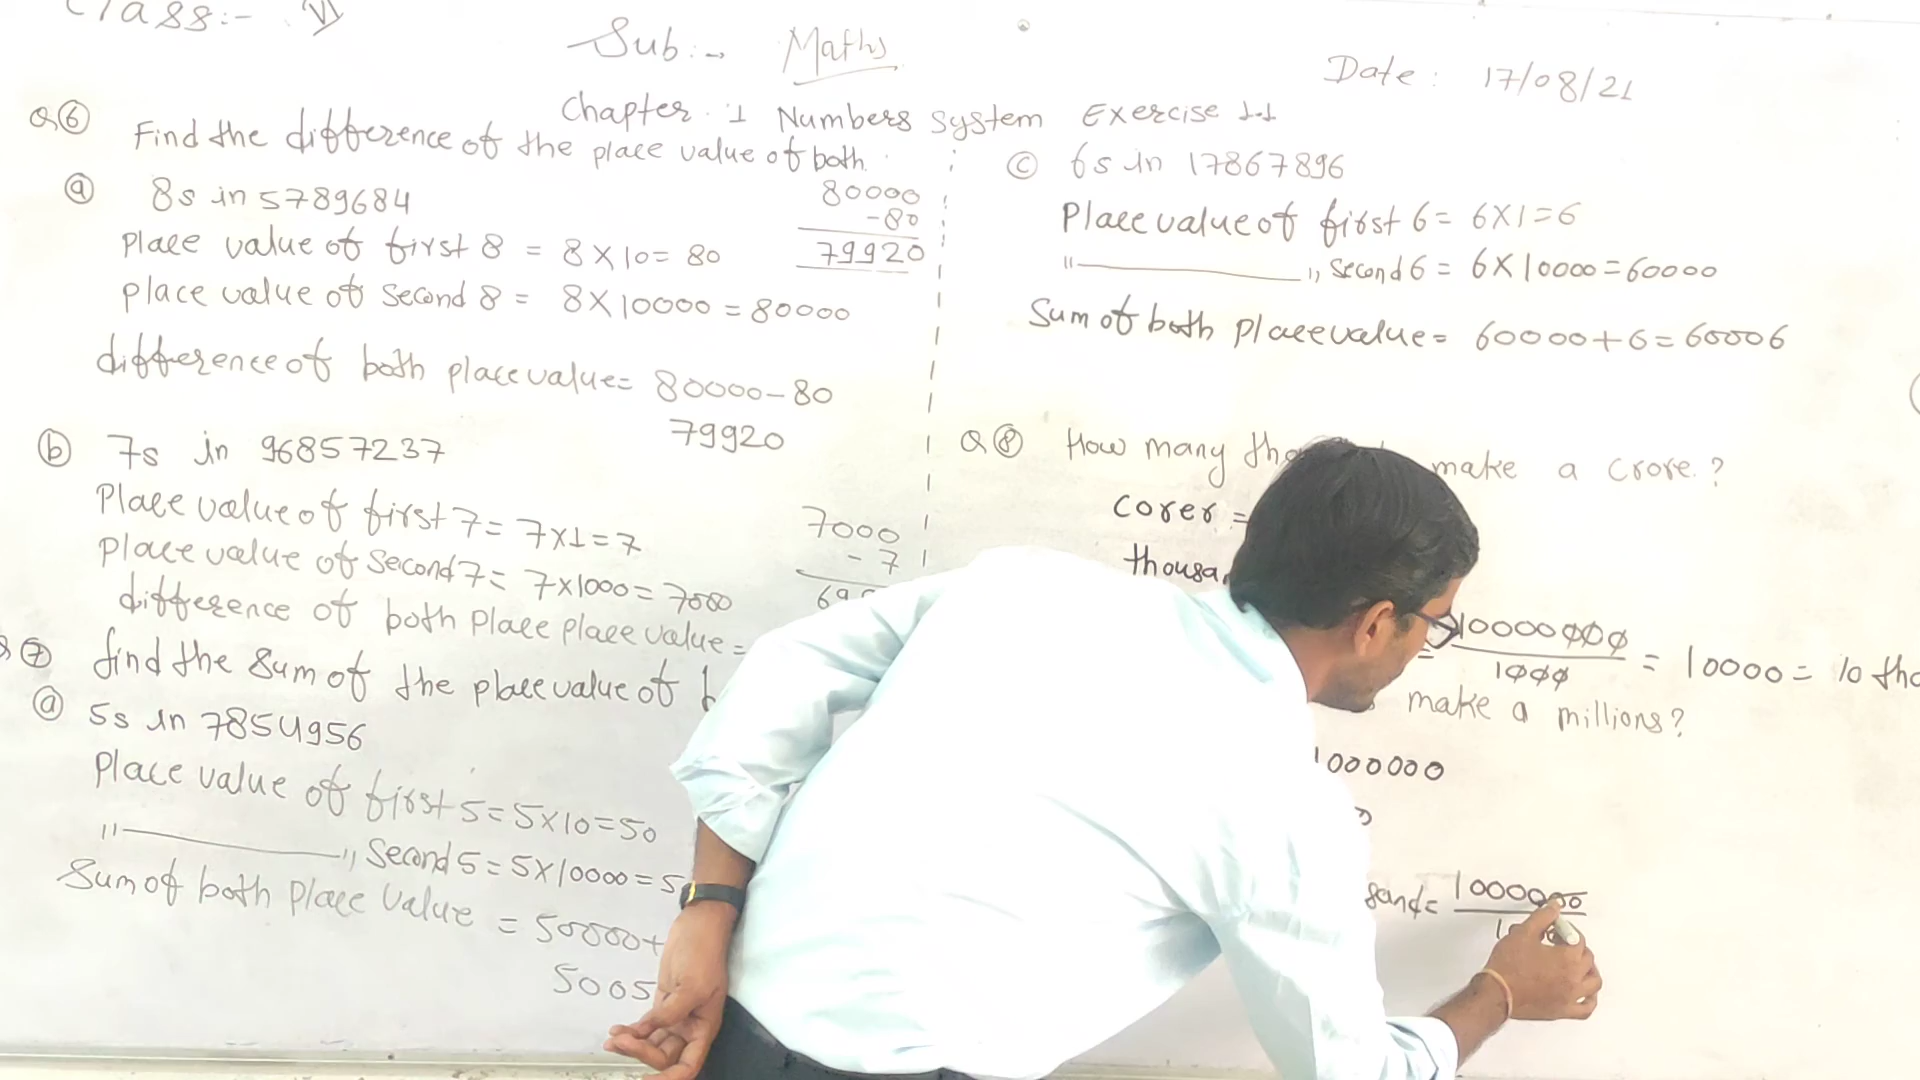 Class:- VI
Sub:- Maths
Date: 17/08/21
Chapter 1 Numbers system Exercise 1.1
Q⑥ Find the difference of the place value of both.
ⓐ 8s in 5789684
Place value of first 8 = 8×10= 80
place value of second 8 = 8×10000 = 80000
difference of both place value= 80000-80
79920
80000
-80
79920
ⓑ 7s in 96857237
Place value of first 7= 7×1=7
place value of Second 7= 7×1000= 7000
difference of both place place value=
7000
- 7
⑦ find the sum of the place value of
ⓐ 5s in 7854956
Place value of first 5=5×10=50
"—" Second 5=5×10000=5
Sum of both place value = 50000+
5005
ⓒ 6s in 17867896
Place value of first 6= 6×1=6
"—" Second 6= 6×10000=60000
Sum of both place value= 60000+6=60006
Q⑧ How many make a crore?
corer =
= 10000000
1000
= 10000= 10
make a millions?
1000000
= 1000000